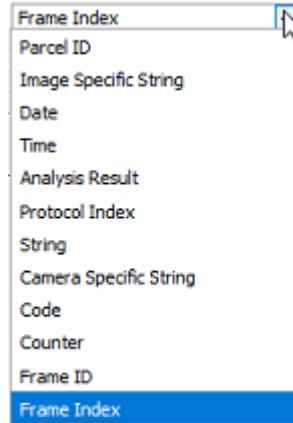 Frame Index
Parcel ID
Image Specific String
Date
Time
Analysis Result
Protocol Index
String
Camera Specific String
Code
Counter
Frame ID
Frame Index